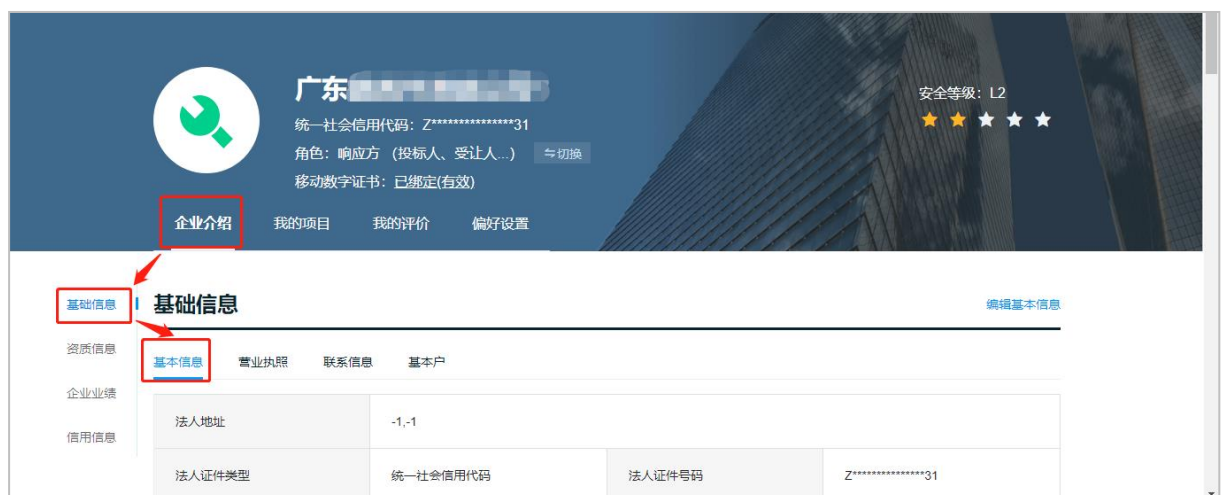 广东
安全等级：L2
统一社会信用代码：Z***************31
角色：响应方（投标人、受让人...） 切换
移动数字证书：已绑定(有效)
企业介绍 我的项目 我的评价 偏好设置
基础信息 基础信息 编辑基本信息
资质信息 基本信息 营业执照 联系信息 基本户
企业业绩
法人地址 -1,-1
信用信息
法人证件类型 统一社会信用代码 法人证件号码 Z***************31